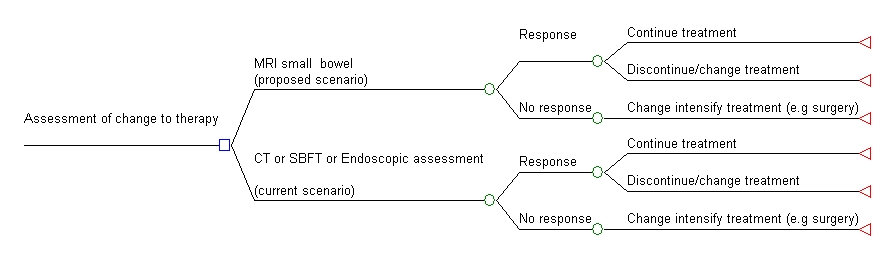 Assessment of change to therapy
MRI small bowel
(proposed scenario)
Response
Continue treatment
Discontinue/change treatment
No response
Change intensify treatment (e.g surgery)
CT or SBFT or Endoscopic assessment
(current scenario)
Response
Continue treatment
Discontinue/change treatment
No response
Change intensify treatment (e.g surgery)